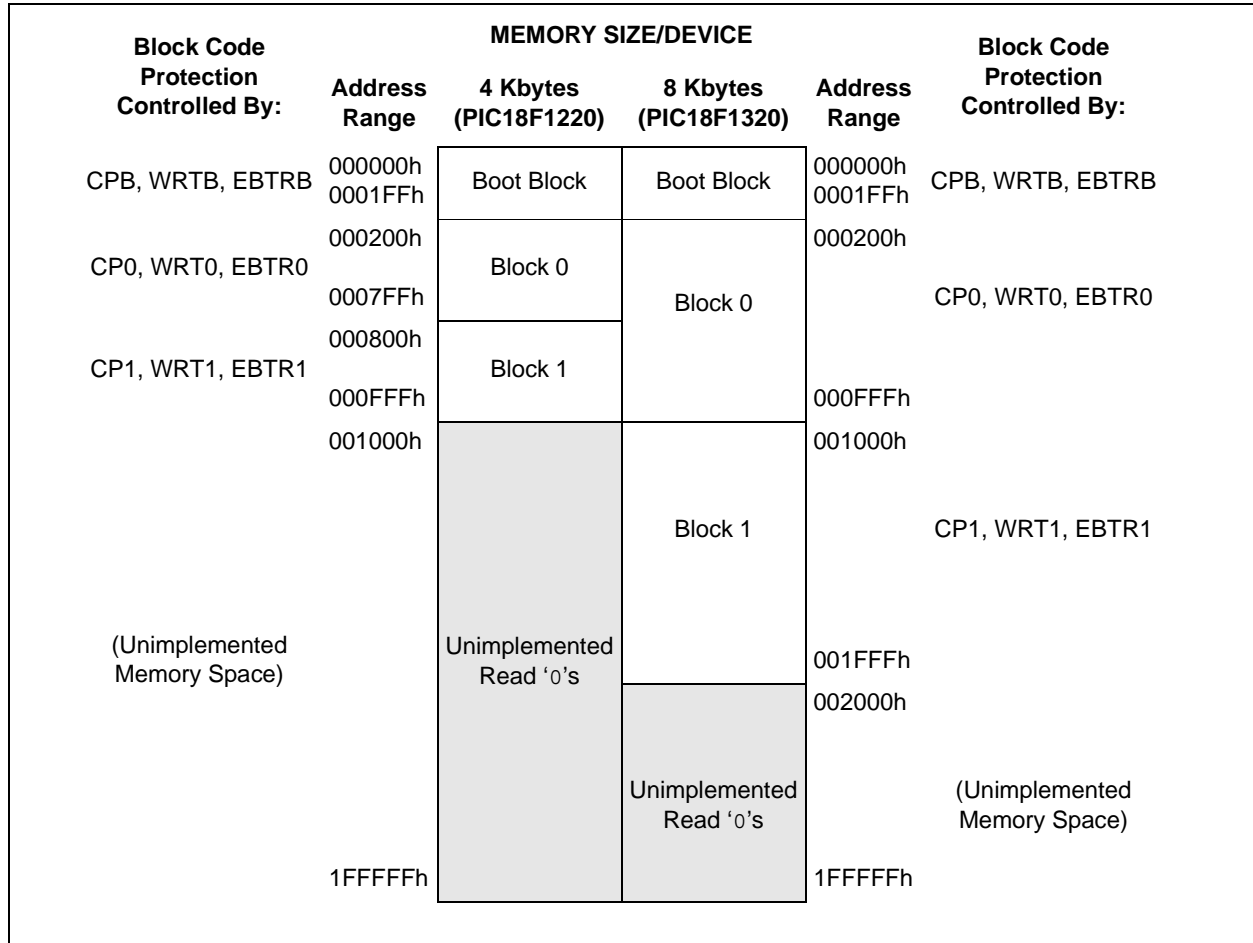 MEMORY SIZE/DEVICE
Block Code
Protection
Controlled By:
Address
Range
4 Kbytes
(PIC18F1220)
8 Kbytes
(PIC18F1320)
Address
Range
Block Code
Protection
Controlled By:
CPB, WRTB, EBTRB
000000h
0001FFh
Boot Block
Boot Block
000000h
0001FFh
CPB, WRTB, EBTRB
CP0, WRT0, EBTR0
000200h
0007FFh
Block 0
Block 0
000200h
000FFFh
CP0, WRT0, EBTR0
CP1, WRT1, EBTR1
000800h
000FFFh
Block 1
Block 1
001000h
001FFFh
CP1, WRT1, EBTR1
(Unimplemented
Memory Space)
001000h
1FFFFFh
Unimplemented
Read ‘0’s
Unimplemented
Read ‘0’s
002000h
1FFFFFh
(Unimplemented
Memory Space)